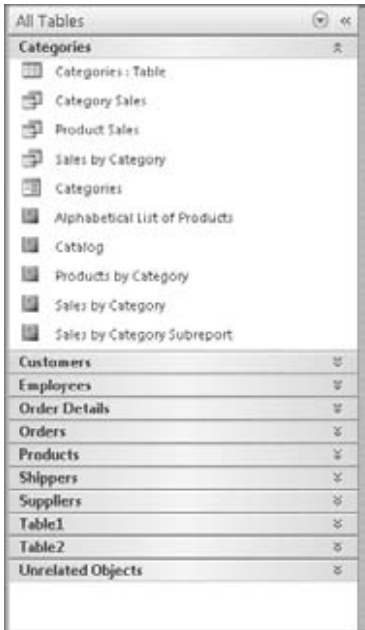 All Tables
Categories
Categories : Table
Category Sales
Product Sales
Sales by Category
Categories
Alphabetical List of Products
Catalog
Products by Category
Sales by Category
Sales by Category Subreport
Customers
Employees
Order Details
Orders
Products
Shippers
Suppliers
Table1
Table2
Unrelated Objects